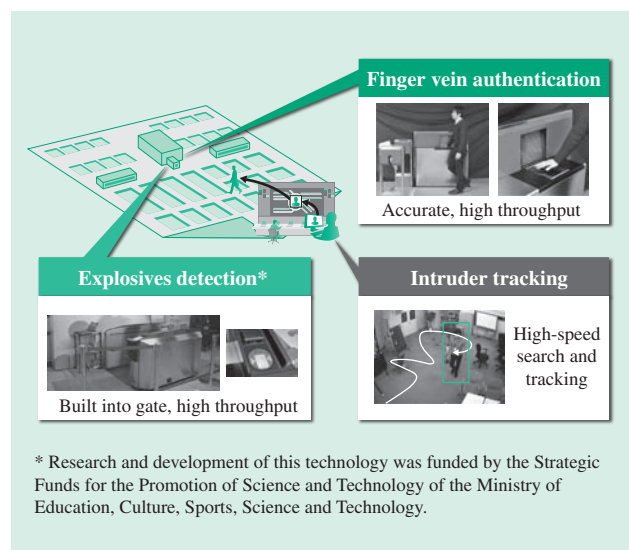 Finger vein authentication
Accurate, high throughput
Explosives detection*
Built into gate, high throughput
Intruder tracking
High-speed
search and
tracking
* Research and development of this technology was funded by the Strategic
Funds for the Promotion of Science and Technology of the Ministry of
Education, Culture, Sports, Science and Technology.